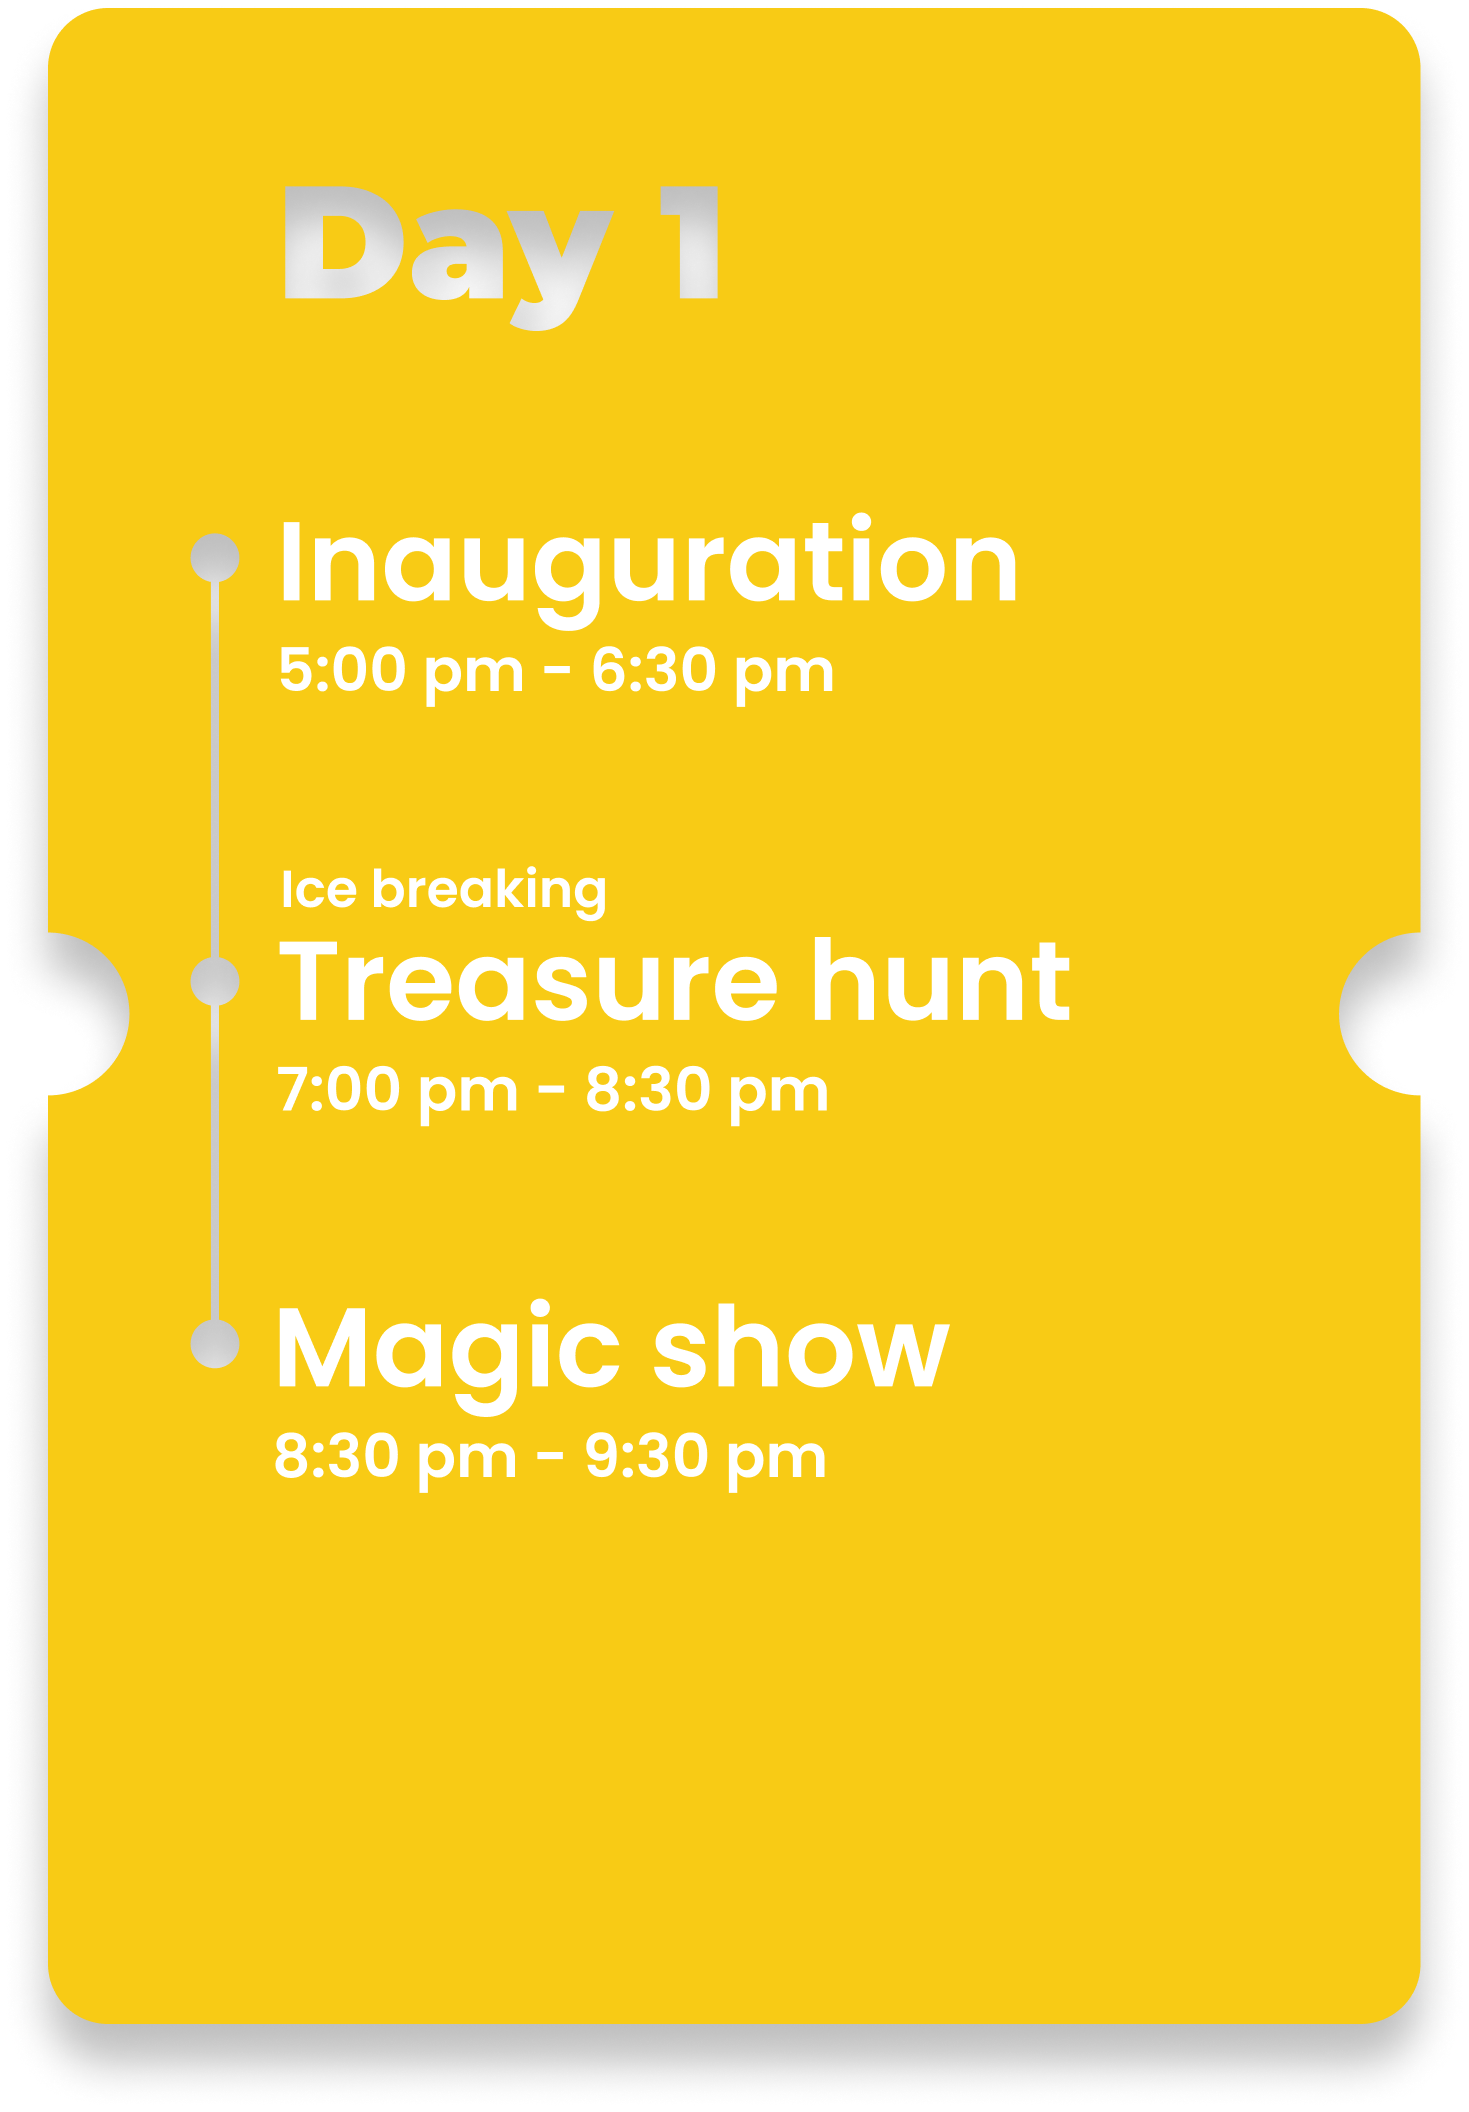 Day 1
Inauguration
5:00 pm - 6:30 pm
Ice breaking
Treasure hunt
7:00 pm - 8:30 pm
Magic show
8:30 pm - 9:30 pm